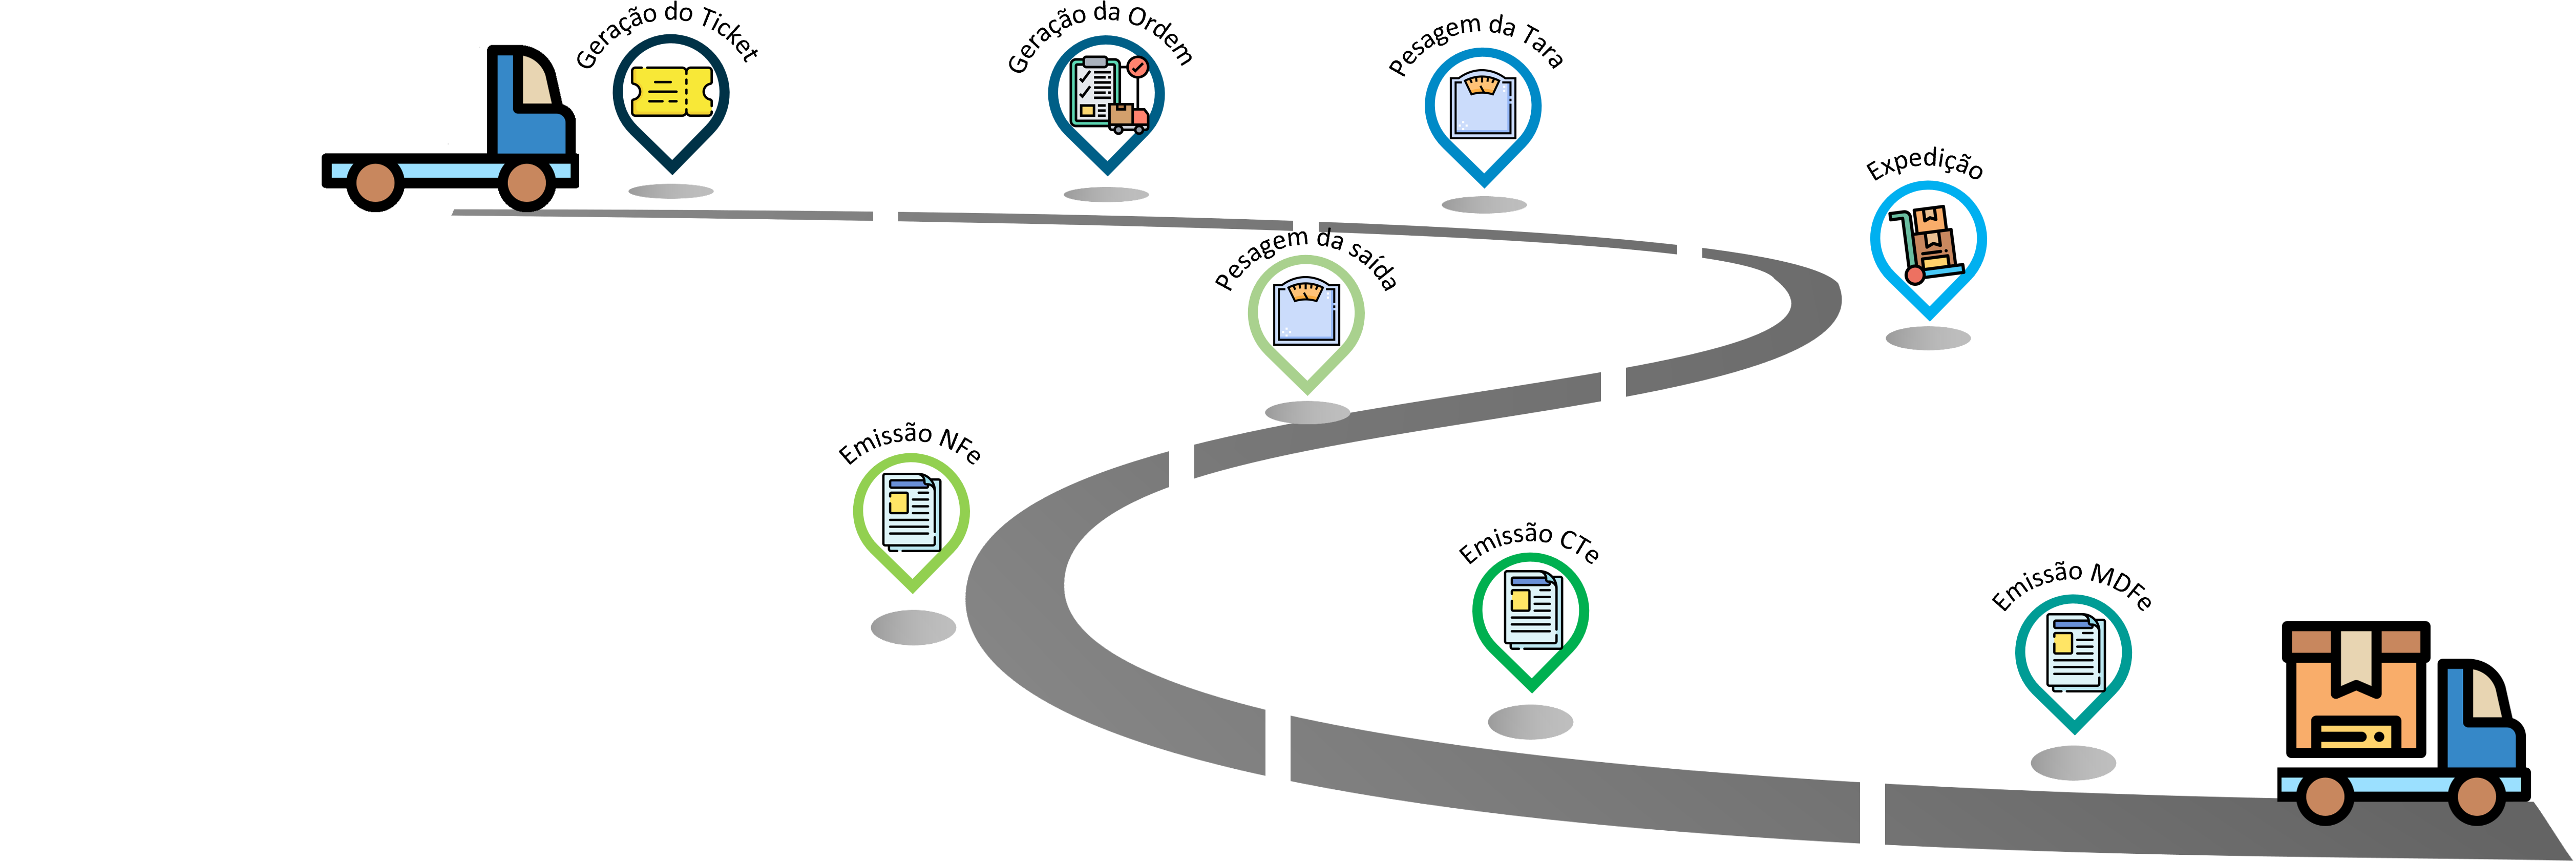 Geração do Ticket
Geração da Ordem
Pesagem da Tara
Expedição
Pesagem da saída
Emissão NFe
Emissão CTe
Emissão MDFe